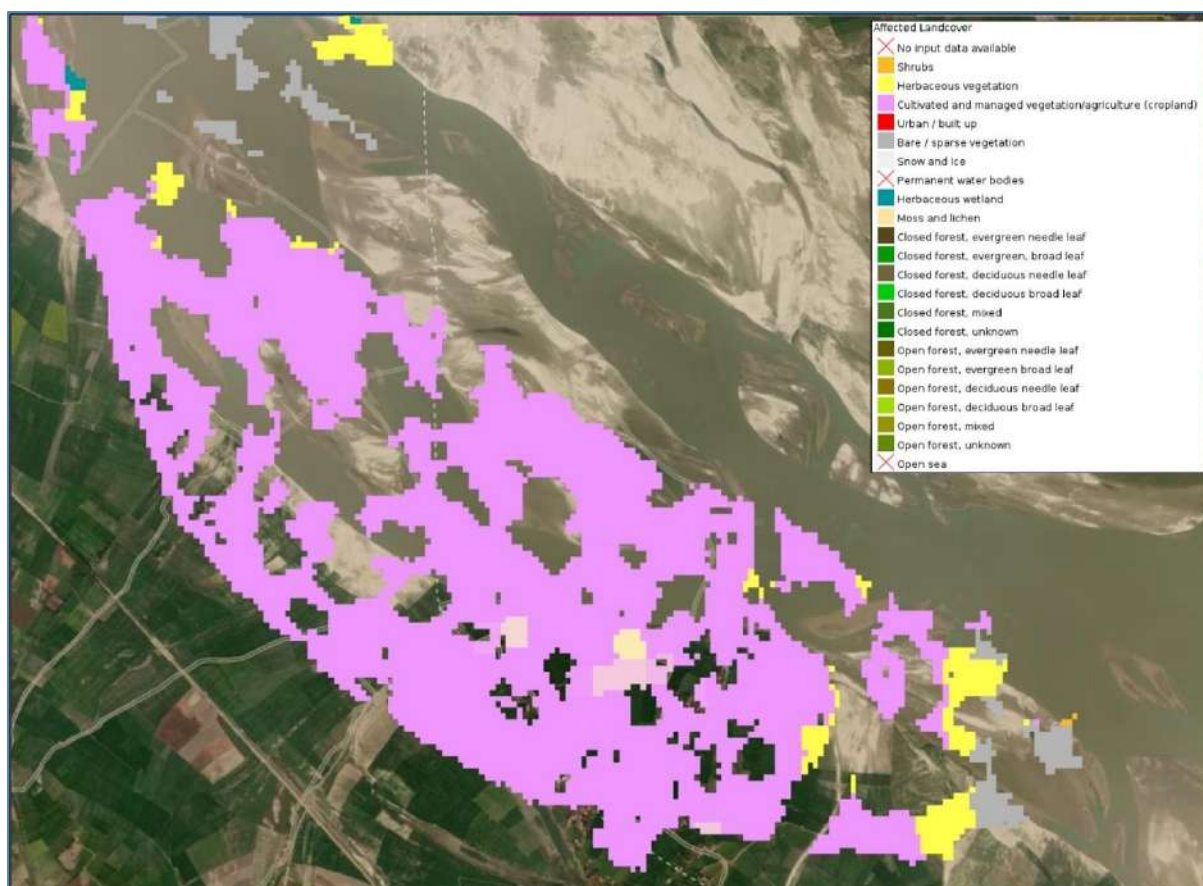 Affected Landcover
No input data available
Shrubs
Herbaceous vegetation
Cultivated and managed vegetation/agriculture (cropland)
Urban / built up
Bare / sparse vegetation
Snow and Ice
Permanent water bodies
Herbaceous wetland
Moss and lichen
Closed forest, evergreen needle leaf
Closed forest, evergreen, broad leaf
Closed forest, deciduous needle leaf
Closed forest, deciduous broad leaf
Closed forest, mixed
Closed forest, unknown
Open forest, evergreen needle leaf
Open forest, evergreen broad leaf
Open forest, deciduous needle leaf
Open forest, deciduous broad leaf
Open forest, mixed
Open forest, unknown
Open sea